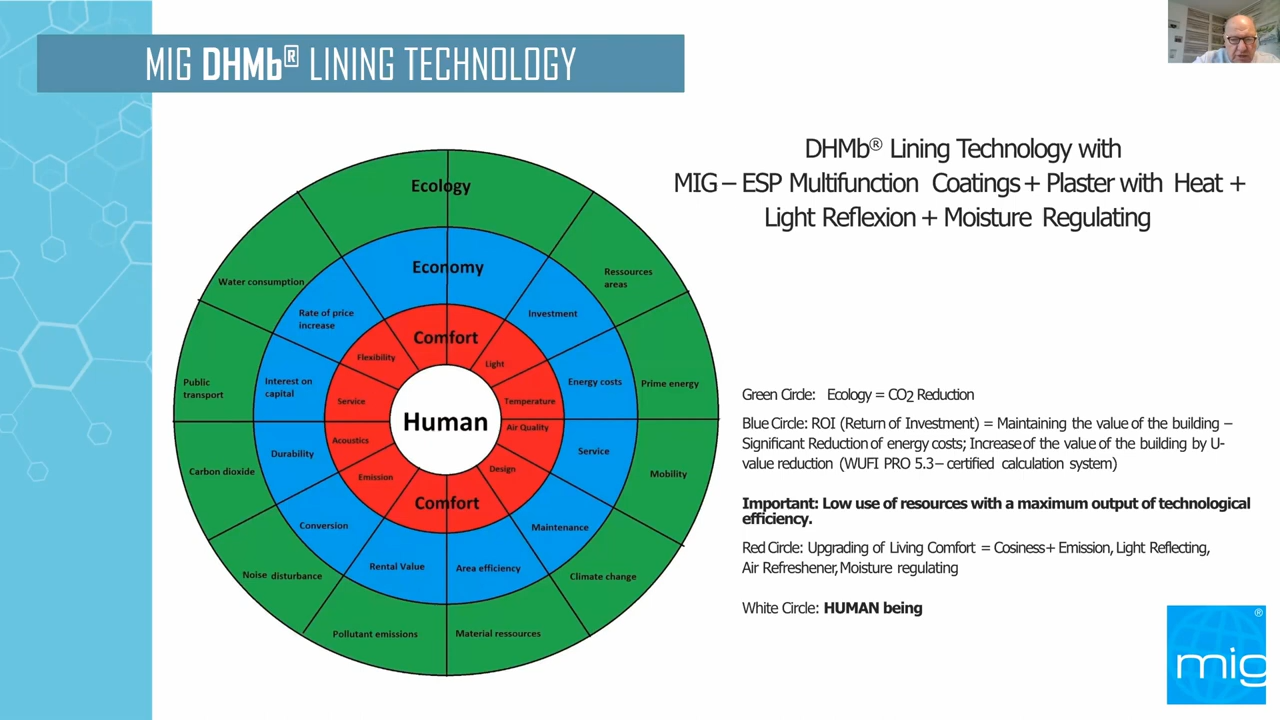 MIG DHMb® LINING TECHNOLOGY
DHMb® Lining Technology with
MIG – ESP Multifunction Coatings + Plaster with Heat +
Light Reflexion + Moisture Regulating
Ecology
Water consumption
Ressources
areas
Public
transport
Prime energy
Carbon dioxide
Mobility
Noise disturbance
Climate change
Pollutant emissions
Material ressources
Economy
Rate of price
increase
Investment
Interest on
capital
Energy costs
Durability
Service
Conversion
Maintenance
Rental Value
Area efficiency
Comfort
Flexibility
Light
Service
Temperature
Acoustics
Air Quality
Emission
Design
Comfort
Human
Green Circle: Ecology = CO2 Reduction
Blue Circle: ROI (Return of Investment) = Maintaining the value of the building –
Significant Reduction of energy costs; Increase of the value of the building by U-
value reduction (WUFI PRO 5.3 – certified calculation system)
Important: Low use of resources with a maximum output of technological
efficiency.
Red Circle: Upgrading of Living Comfort = Cosiness + Emission, Light Reflecting,
Air Refreshener, Moisture regulating
White Circle: HUMAN being
®
mig